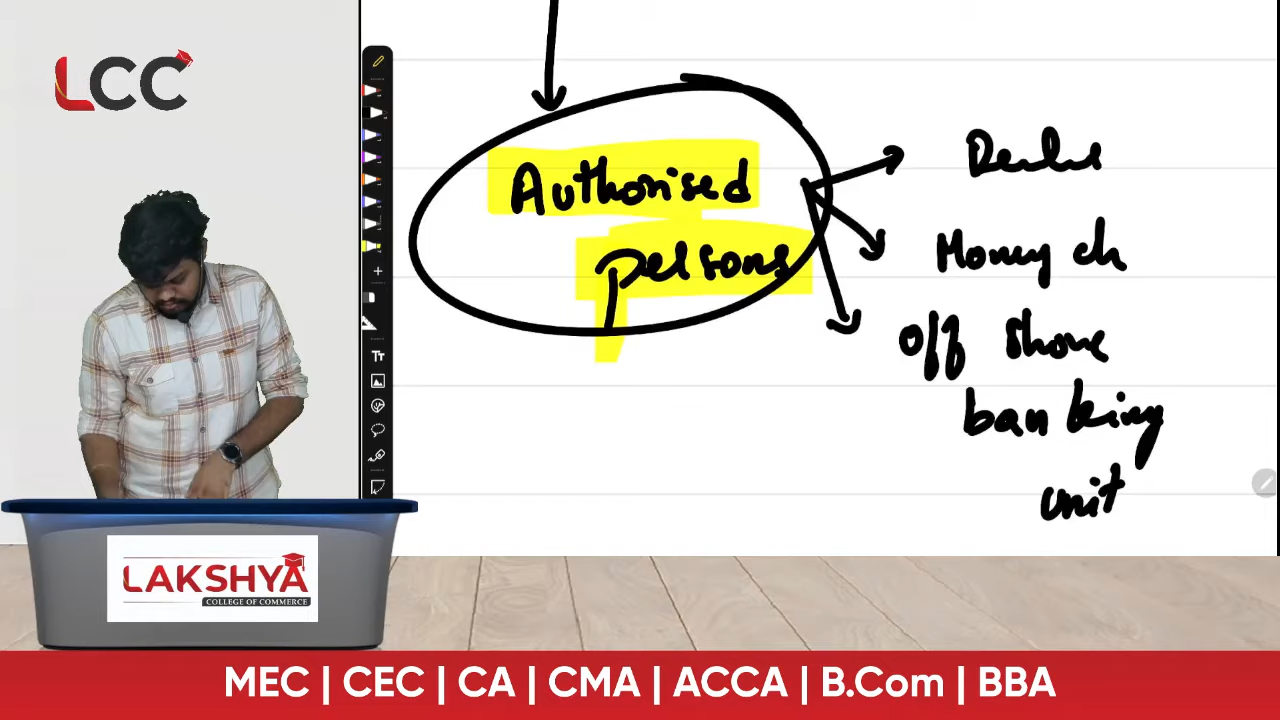 LCC
Authorised
persons
Money ch
off shore
banking
unit
Tт
LAKSHYA
COLLEGE OF COMMERCE
MEC | CEC | CA | CMA | ACCA | B.Com | BBA